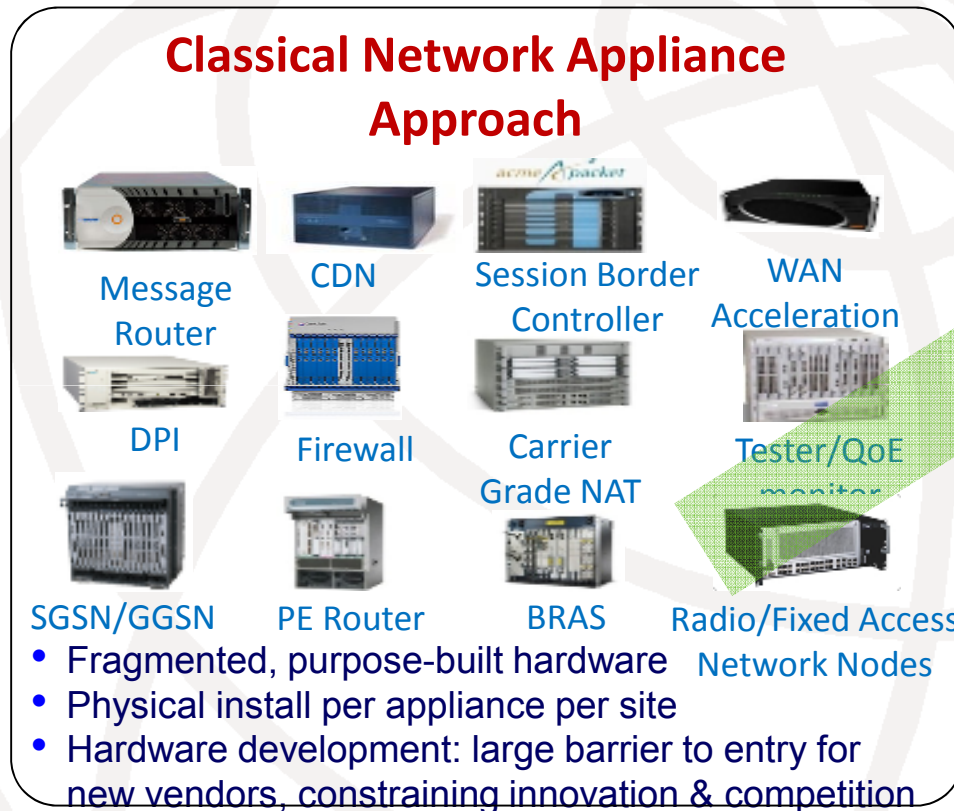 Classical Network Appliance
Approach
acme packet
Message
Router
CDN
Session Border
Controller
WAN
Acceleration
DPI
Firewall
Carrier
Grade NAT
Tester/QoE
monitor
SGSN/GGSN
PE Router
BRAS
Radio/Fixed Access
Network Nodes
• Fragmented, purpose-built hardware
• Physical install per appliance per site
• Hardware development: large barrier to entry for
new vendors, constraining innovation & competition